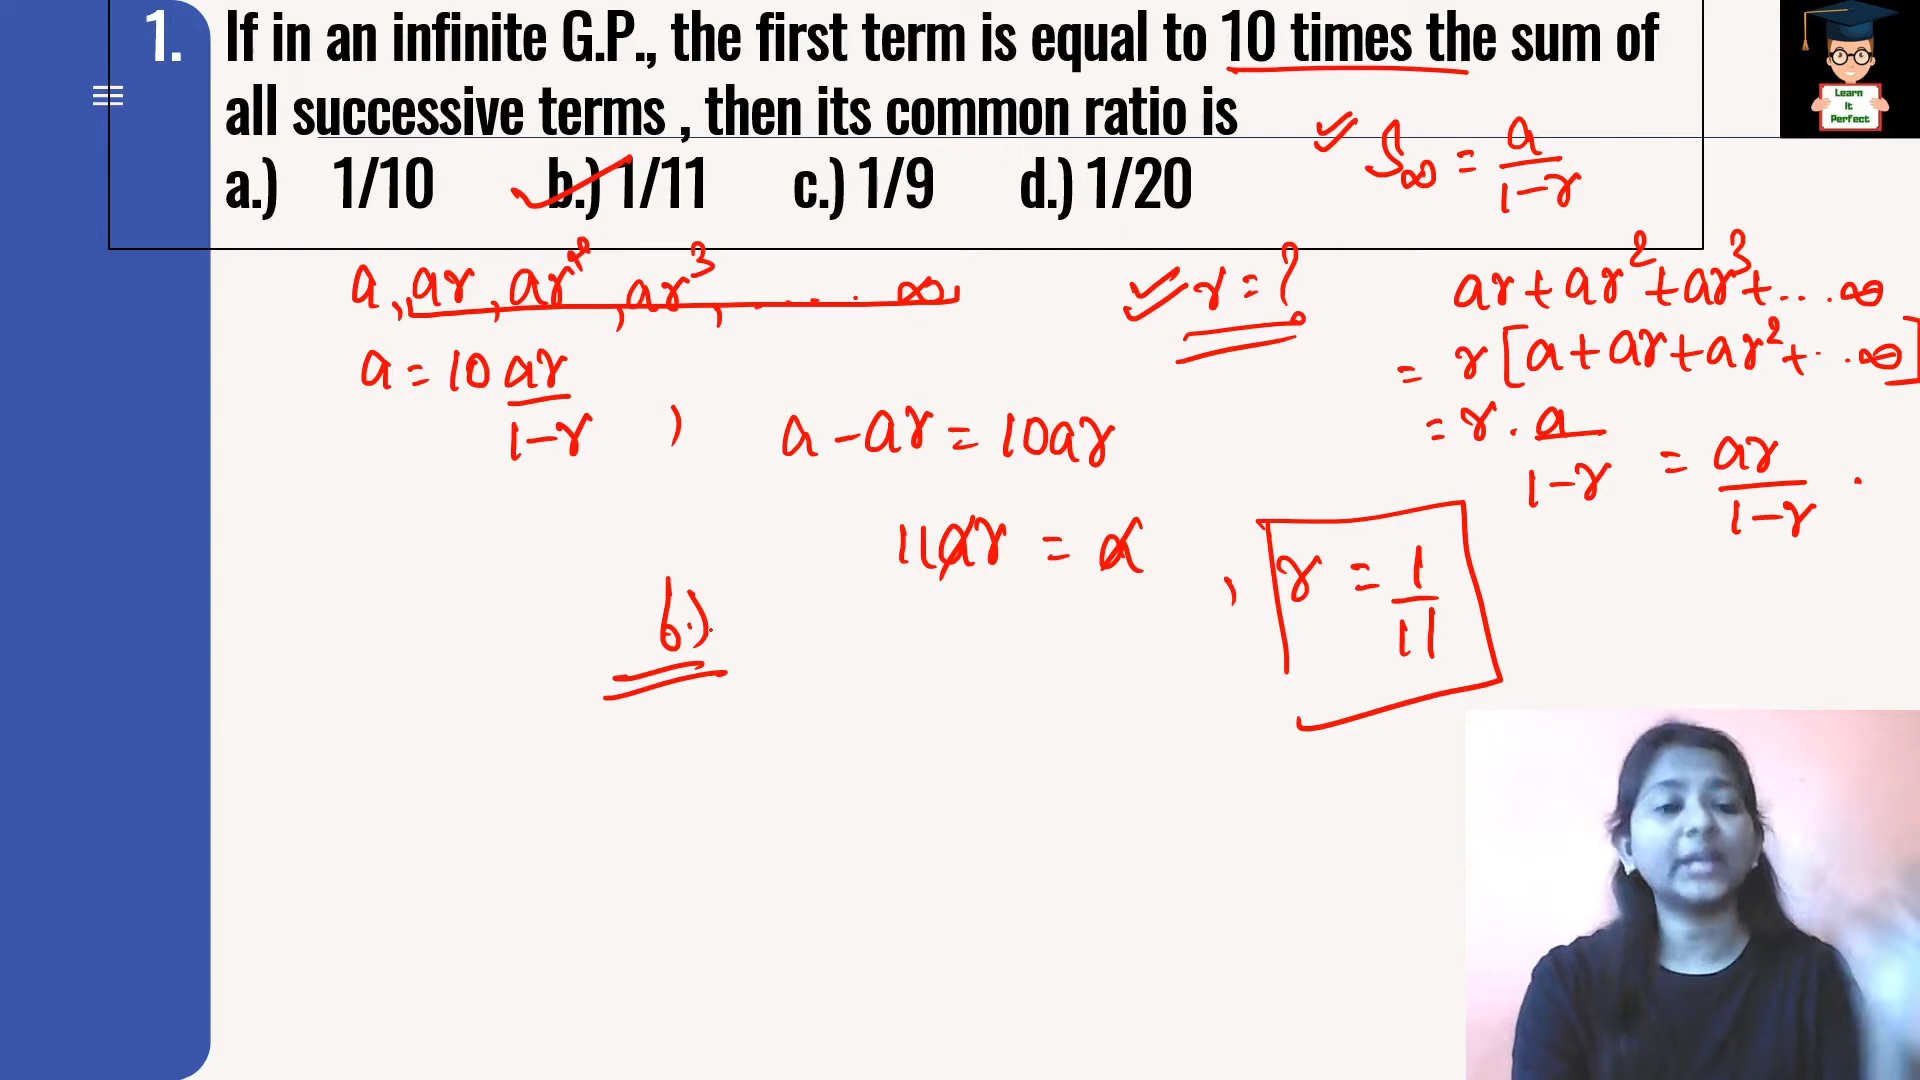 1. If in an infinite G.P., the first term is equal to 10 times the sum of
all successive terms , then its common ratio is
a.) 1/10 b.) 1/11 c.) 1/9 d.) 1/20
Learn
It
Perfect
✓ S∞ = a/(1-r)
a, ar, ar², ar³, ....... ∞
✓ r = ?
ar + ar² + ar³ + .... ∞
= r [a + ar + ar² + .... ∞]
= r . a/(1-r) = ar/(1-r) .
a = 10 ar/(1-r) , a - ar = 10ar
11ar = a , r = 1/11
b.)